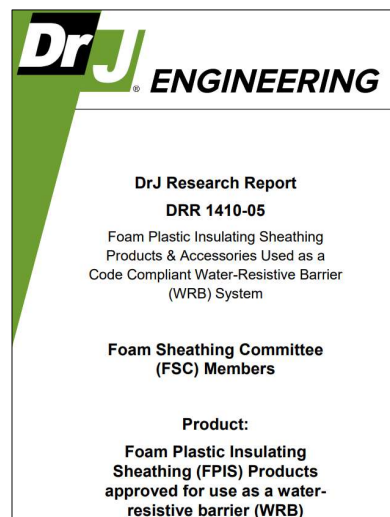 DrJ® ENGINEERING
DrJ Research Report
DRR 1410-05
Foam Plastic Insulating Sheathing
Products & Accessories Used as a
Code Compliant Water-Resistive Barrier
(WRB) System
Foam Sheathing Committee
(FSC) Members
Product:
Foam Plastic Insulating
Sheathing (FPIS) Products
approved for use as a water-
resistive barrier (WRB)